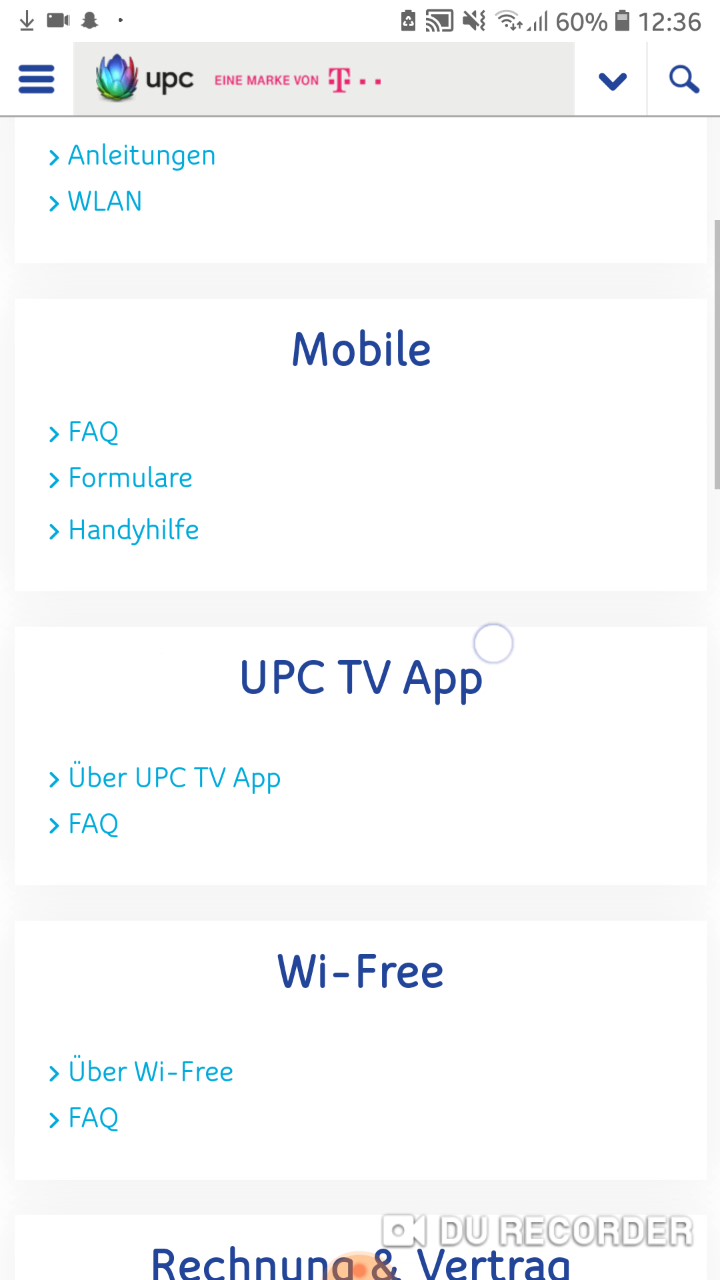 60% 12:36
upc EINE MARKE VON T
Anleitungen
WLAN
Mobile
FAQ
Formulare
Handyhilfe
UPC TV App
Über UPC TV App
FAQ
Wi-Free
Über Wi-Free
FAQ
DU RECORDER
Rechnung & Vertrag